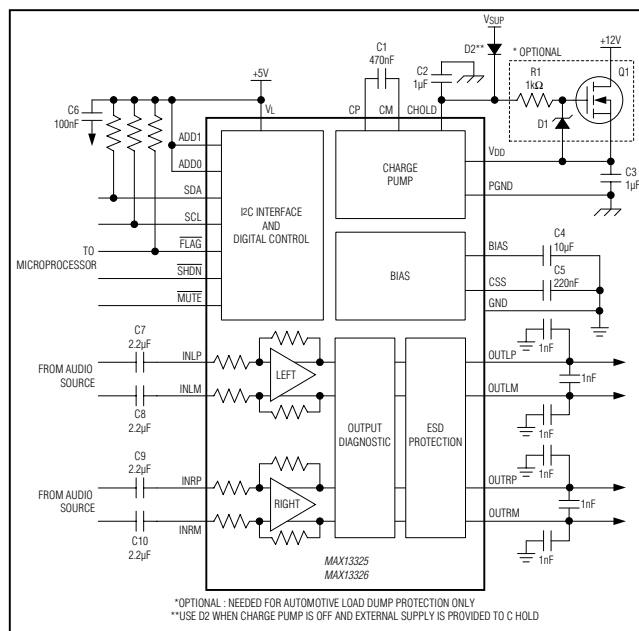 VSUP
D2**
+12V
* OPTIONAL
Q1
R1
1kΩ
D1
C1
470nF
C2
1µF
+5V
C6
100nF
VL
CP
CM
CHOLD
ADD1
ADD0
SDA
SCL
FLAG
SHDN
MUTE
TO
MICROPROCESSOR
I2C INTERFACE
AND
DIGITAL CONTROL
CHARGE
PUMP
VDD
PGND
C3
1µF
BIAS
BIAS
CSS
GND
C4
10µF
C5
220nF
C7
2.2µF
FROM AUDIO
SOURCE
C8
2.2µF
INLP
INLM
LEFT
C9
2.2µF
FROM AUDIO
SOURCE
C10
2.2µF
INRP
INRM
RIGHT
OUTPUT
DIAGNOSTIC
ESD
PROTECTION
1nF
OUTLP
1nF
OUTLM
1nF
1nF
OUTRP
1nF
OUTRM
1nF
MAX13325
MAX13326
*OPTIONAL : NEEDED FOR AUTOMOTIVE LOAD DUMP PROTECTION ONLY
**USE D2 WHEN CHARGE PUMP IS OFF AND EXTERNAL SUPPLY IS PROVIDED TO C HOLD